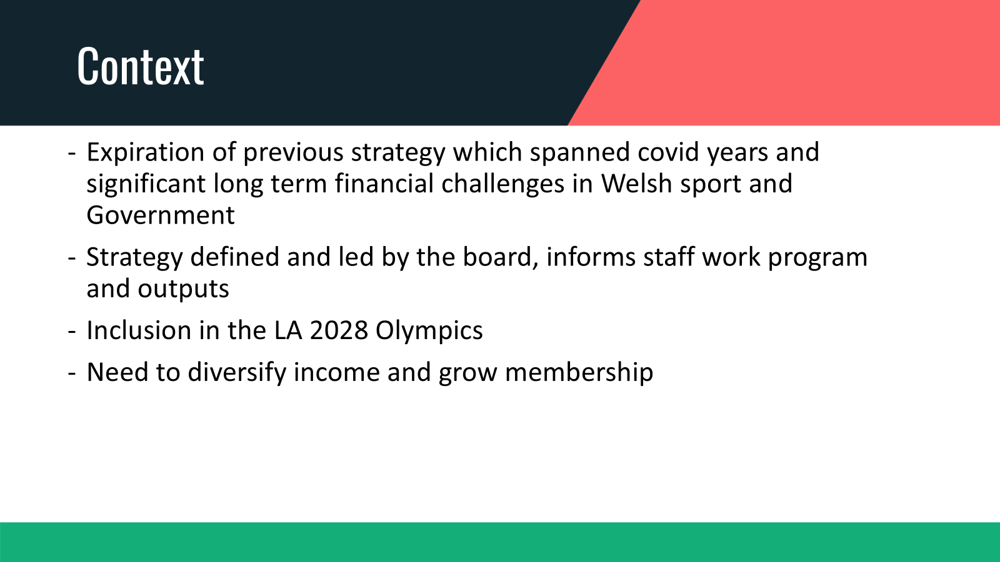 Context
- Expiration of previous strategy which spanned covid years and
significant long term financial challenges in Welsh sport and
Government
- Strategy defined and led by the board, informs staff work program
and outputs
- Inclusion in the LA 2028 Olympics
- Need to diversify income and grow membership